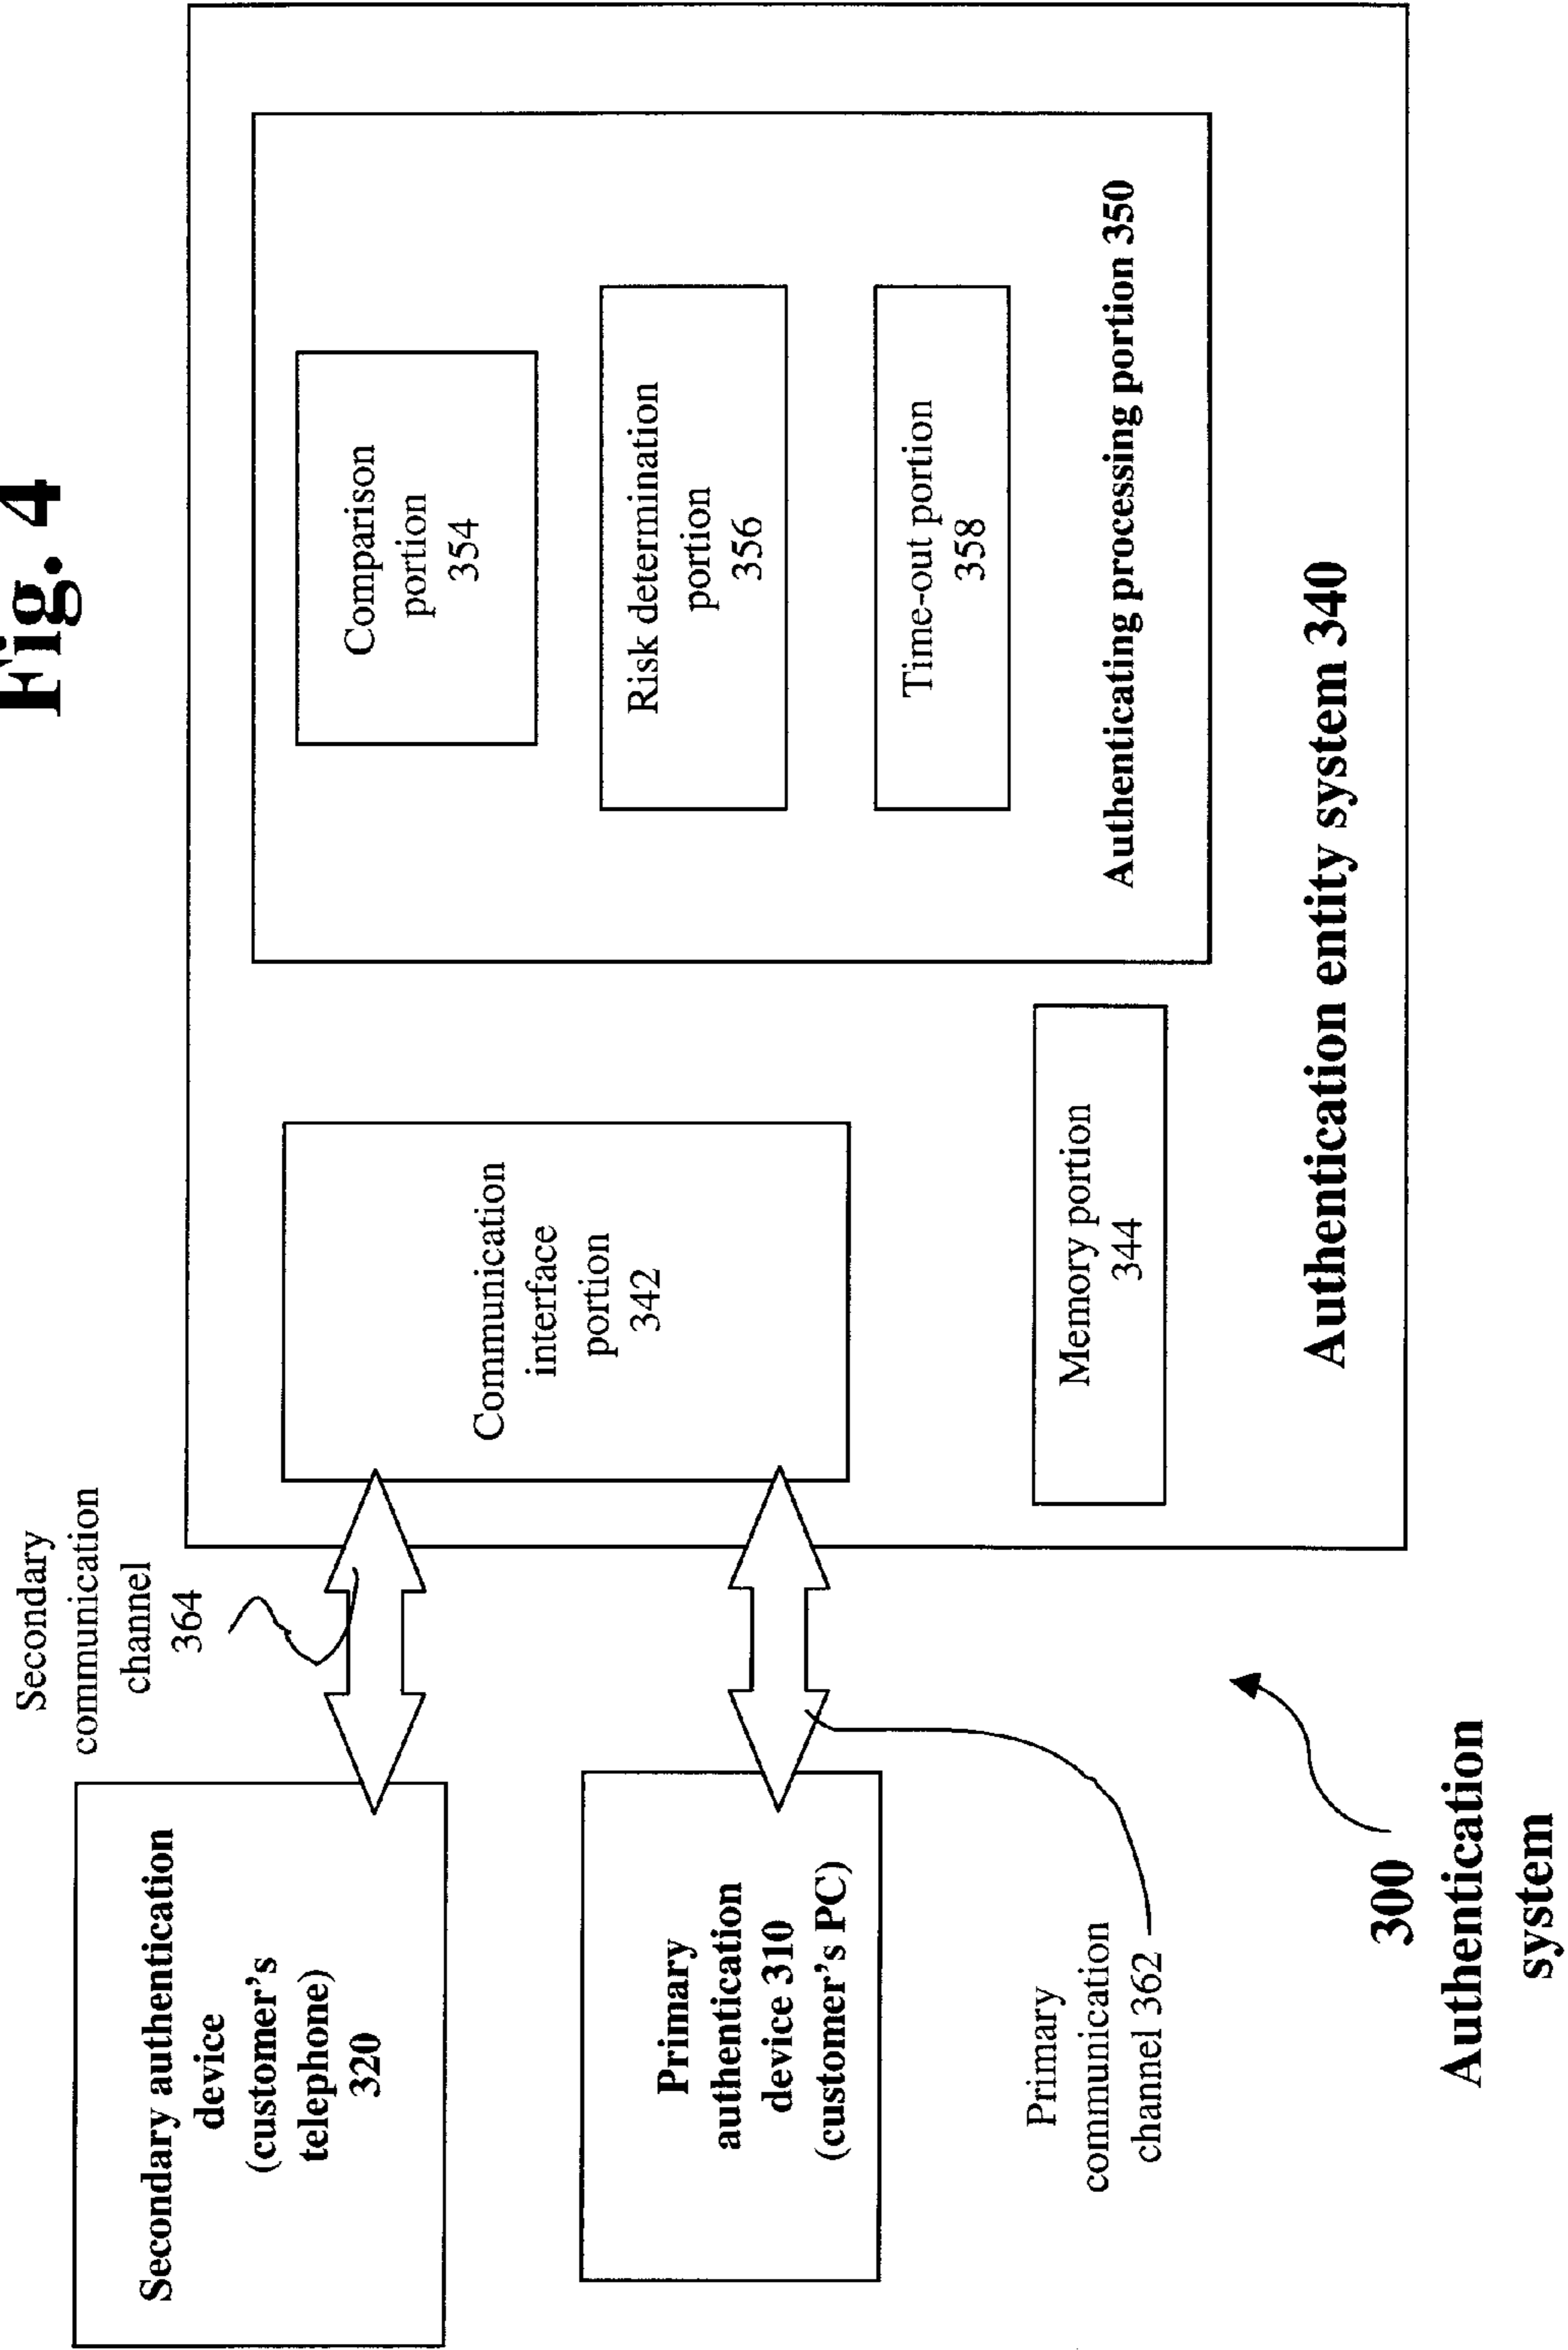 Fig. 4
Secondary
communication
channel
364
Secondary authentication
device
(customer's
telephone)
320
Primary
authentication
device 310
(customer's PC)
Primary
communication
channel 362
300
Authentication
system
Communication
interface
portion
342
Memory portion
344
Comparison
portion
354
Risk determination
portion
356
Time-out portion
358
Authenticating processing portion 350
Authentication entity system 340